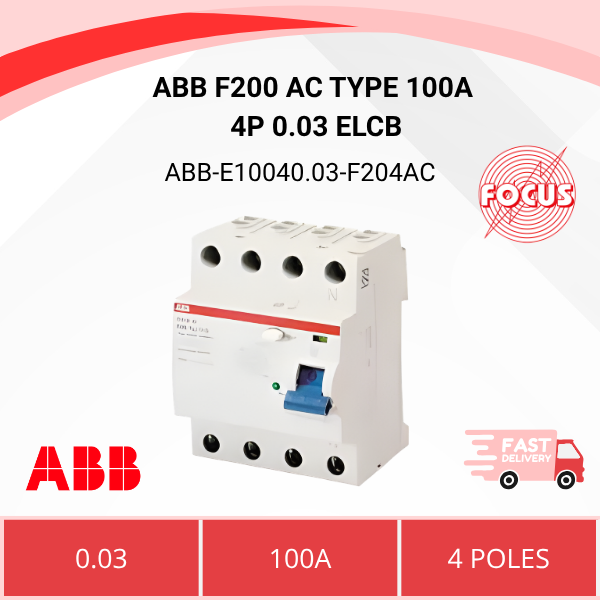 ABB F200 AC TYPE 100A
4P 0.03 ELCB
ABB-E10040.03-F204AC
FOCUS
ABB
N
ABB
FAST
DELIVERY
0.03
100A
4 POLES